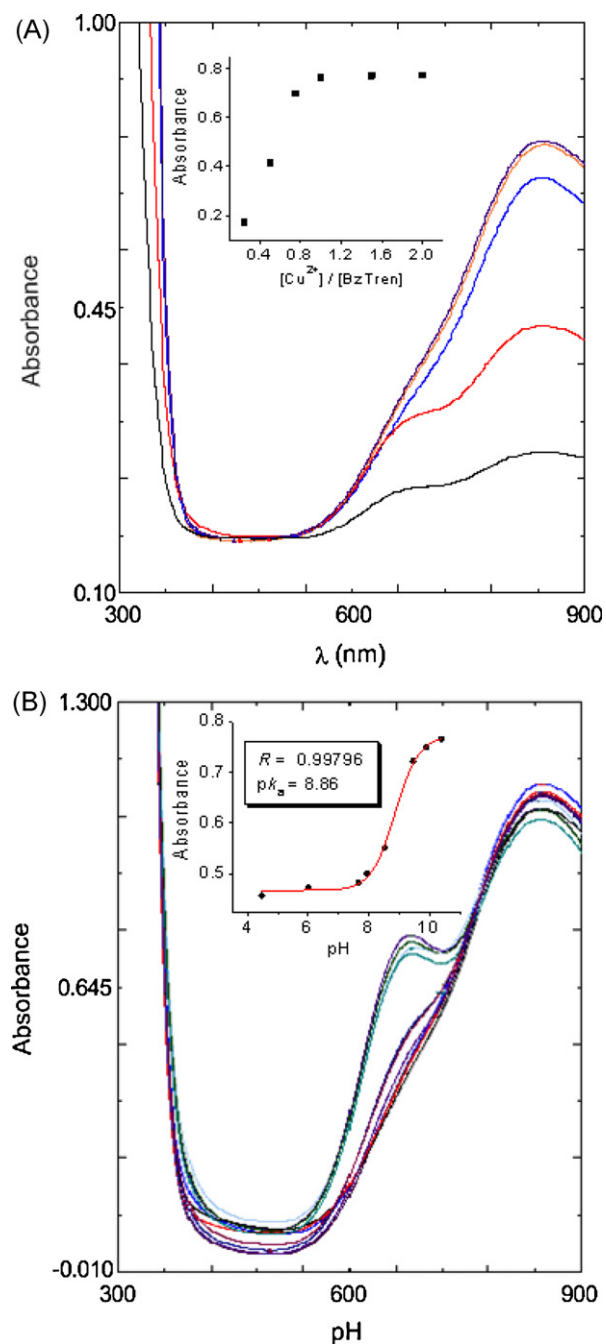 (A)
1.00
0.45
0.10
Absorbance
300
600
900
λ (nm)
0.8
0.6
0.4
0.2
Absorbance
0.4
0.8
1.2
1.6
2.0
[Cu2+] / [BzTren]
(B)
1.300
0.645
-0.010
Absorbance
300
600
900
pH
0.8
0.7
0.6
0.5
Absorbance
R = 0.99796
pka = 8.86
4
6
8
10
pH